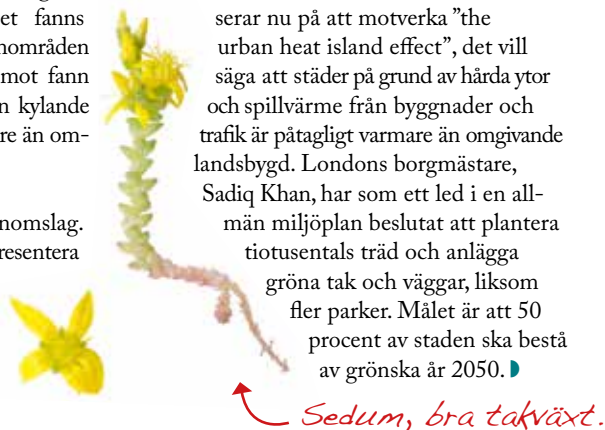 et fanns
nområden
mot fann
n kylande
re än om-
nomslag.
resentera
serar nu på att motverka ”the
urban heat island effect”, det vill
säga att städer på grund av hårda ytor
och spillvärme från byggnader och
trafik är påtagligt varmare än omgivande
landsbygd. Londons borgmästare,
Sadiq Khan, har som ett led i en all-
män miljöplan beslutat att plantera
tiotusentals träd och anlägga
gröna tak och väggar, liksom
fler parker. Målet är att 50
procent av staden ska bestå
av grönska år 2050.
Sedum, bra takväxt.